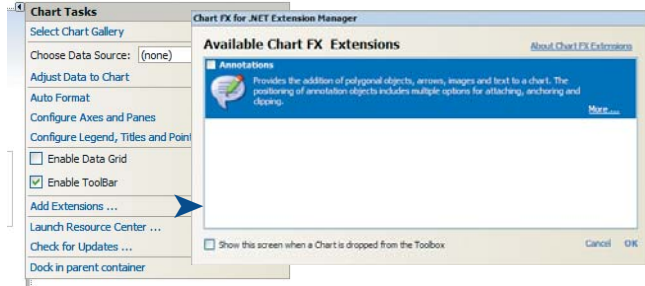 Chart Tasks
Select Chart Gallery
Choose Data Source: (none)
Adjust Data to Chart
Auto Format
Configure Axes and Panes
Configure Legend, Titles and Point
Enable Data Grid
Enable ToolBar
Add Extensions ...
Launch Resource Center ...
Check for Updates ...
Dock in parent container
Chart FX for .NET Extension Manager
Available Chart FX Extensions
About Chart FX Extensions
Annotations
Provides the addition of polygonal objects, arrows, images and text to a chart. The
positioning of annotation objects includes multiple options for attaching, anchoring and
clipping.
More....
Show this screen when a Chart is dropped from the Toolbox
Cancel OK